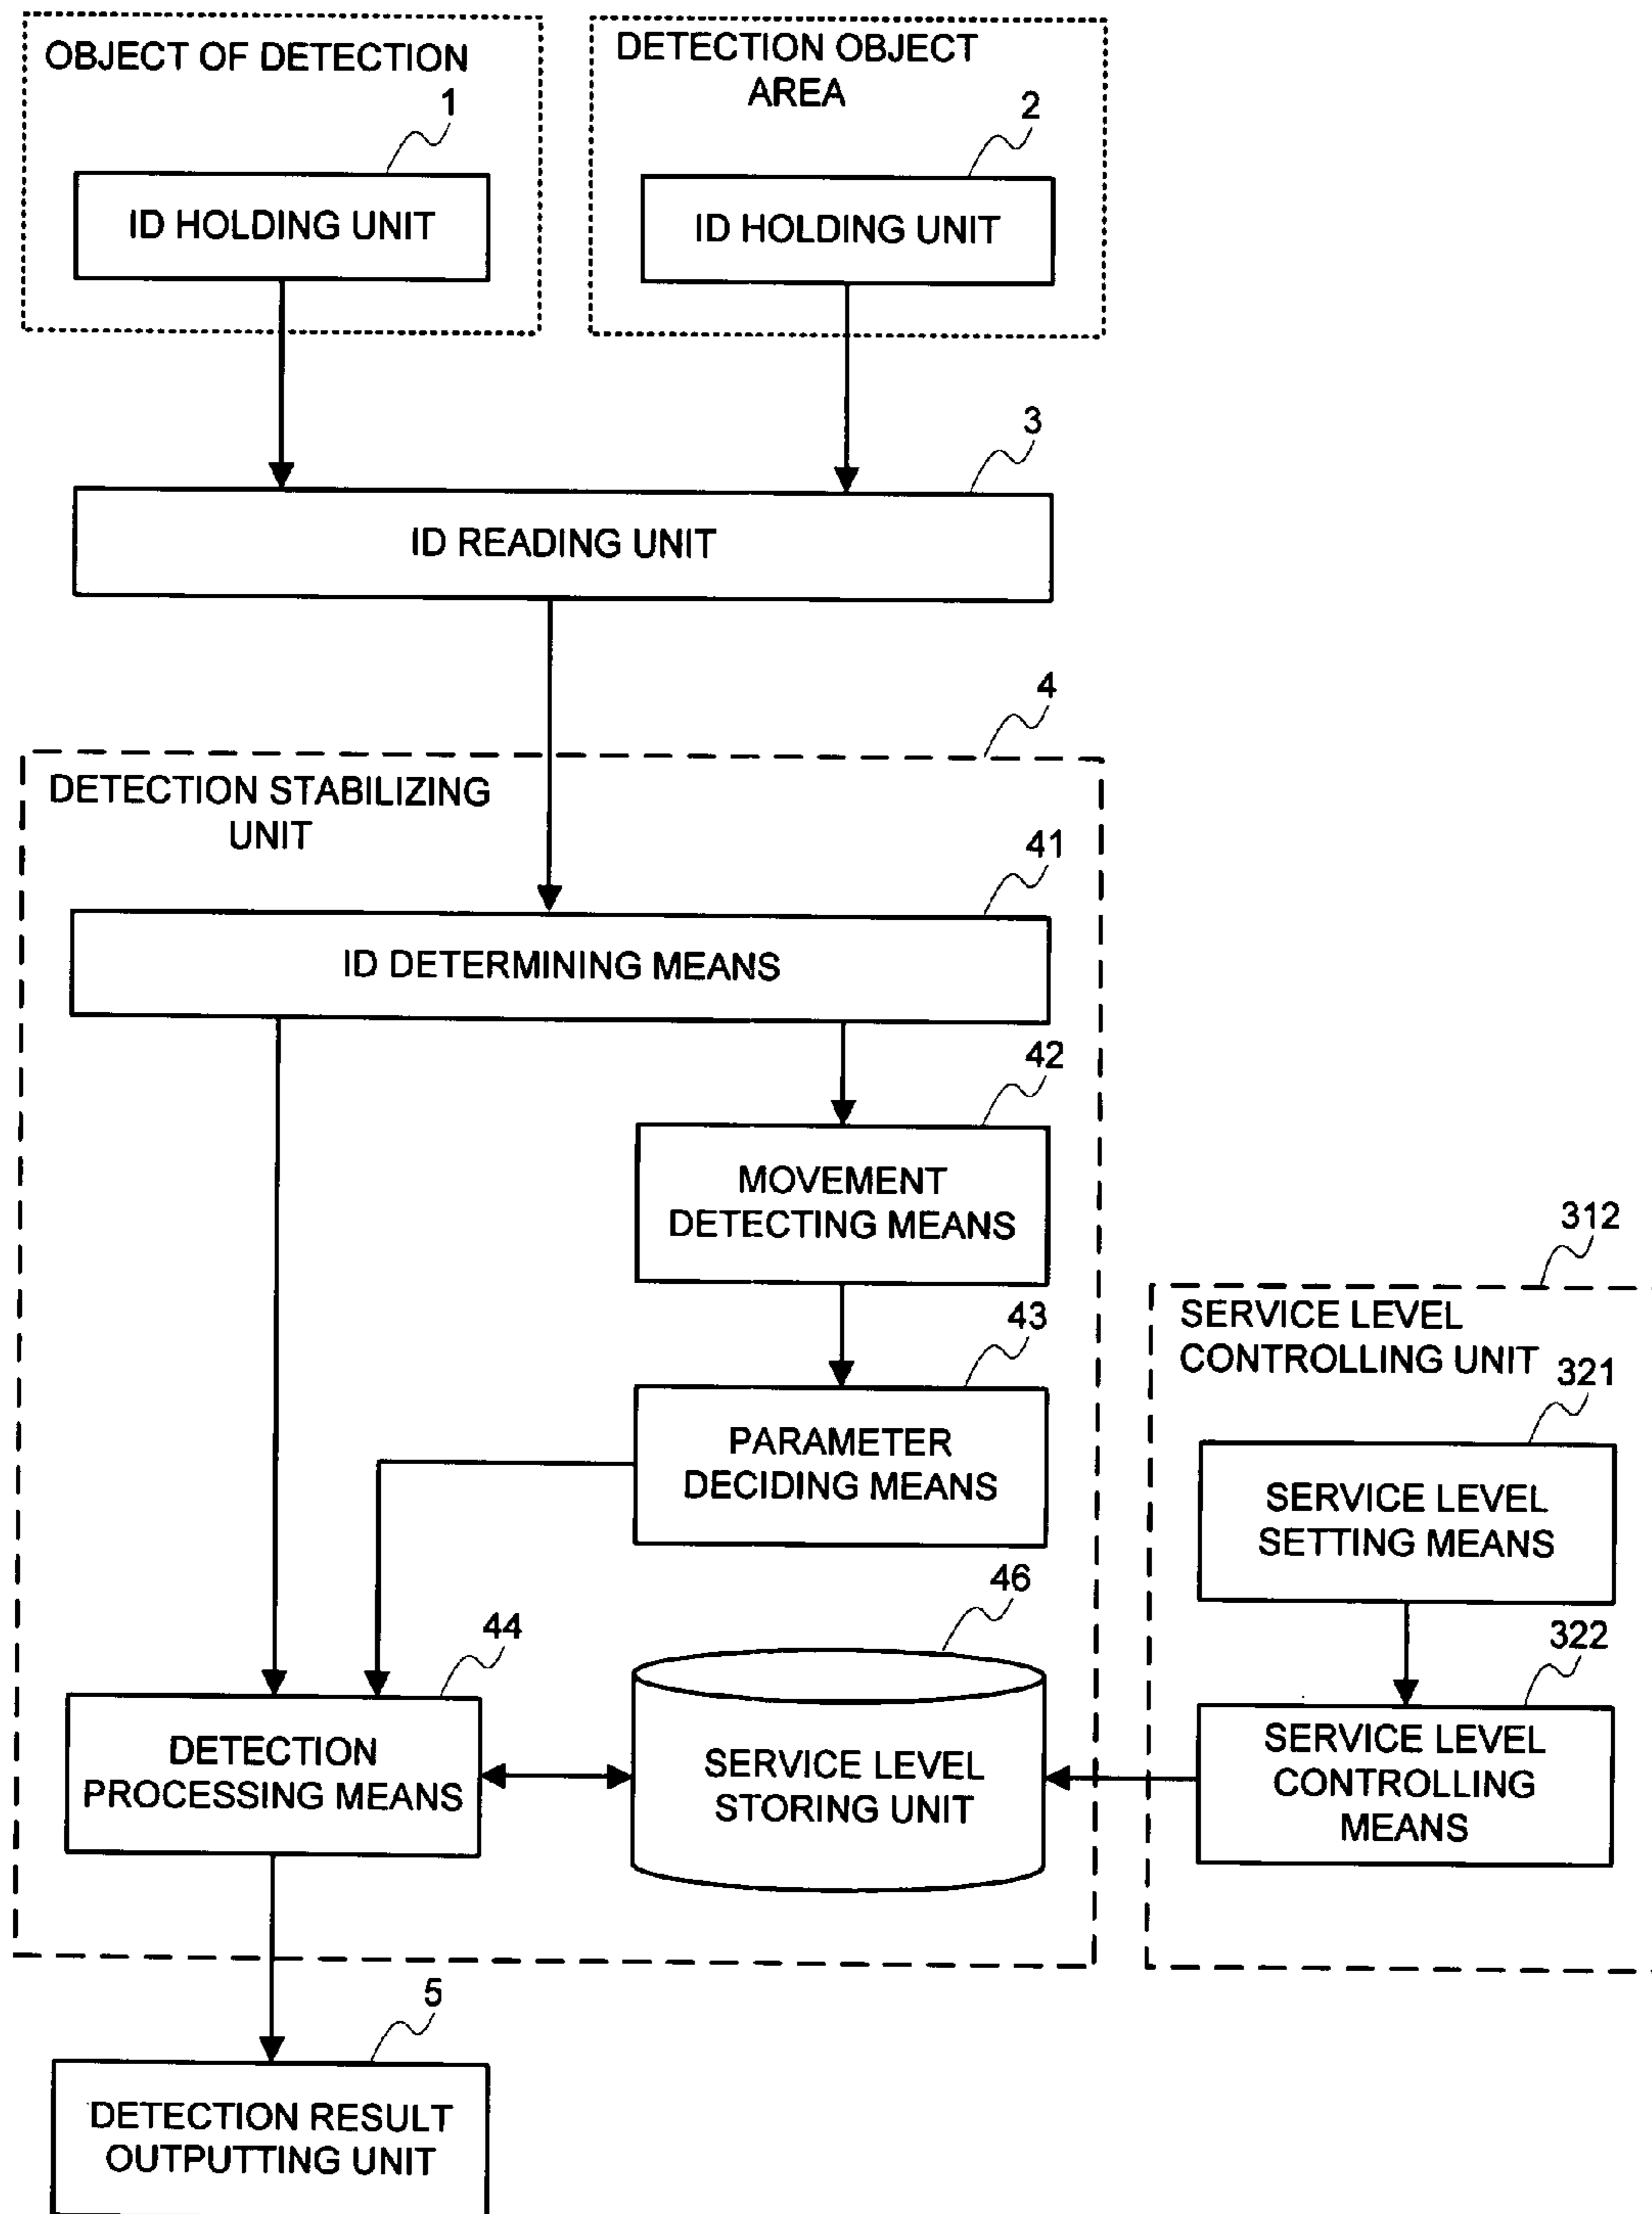 OBJECT OF DETECTION
1
ID HOLDING UNIT
DETECTION OBJECT
AREA
2
ID HOLDING UNIT
3
ID READING UNIT
4
DETECTION STABILIZING
UNIT
41
ID DETERMINING MEANS
42
MOVEMENT
DETECTING MEANS
43
PARAMETER
DECIDING MEANS
44
DETECTION
PROCESSING MEANS
46
SERVICE LEVEL
STORING UNIT
312
SERVICE LEVEL
CONTROLLING UNIT
321
SERVICE LEVEL
SETTING MEANS
322
SERVICE LEVEL
CONTROLLING
MEANS
5
DETECTION RESULT
OUTPUTTING UNIT